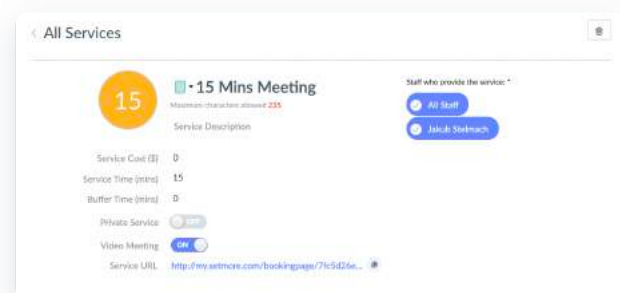 ‹ All Services
15
15 Mins Meeting
Maximum characters allowed 235
Service Description
Staff who provide the service: *
All Staff
Jakub Stelmach
Service Cost ($) 0
Service Time (mins) 15
Buffer Time (mins) 0
Private Service OFF
Video Meeting ON
Service URL http://my.setmore.com/bookingpage/7fc5d26e...